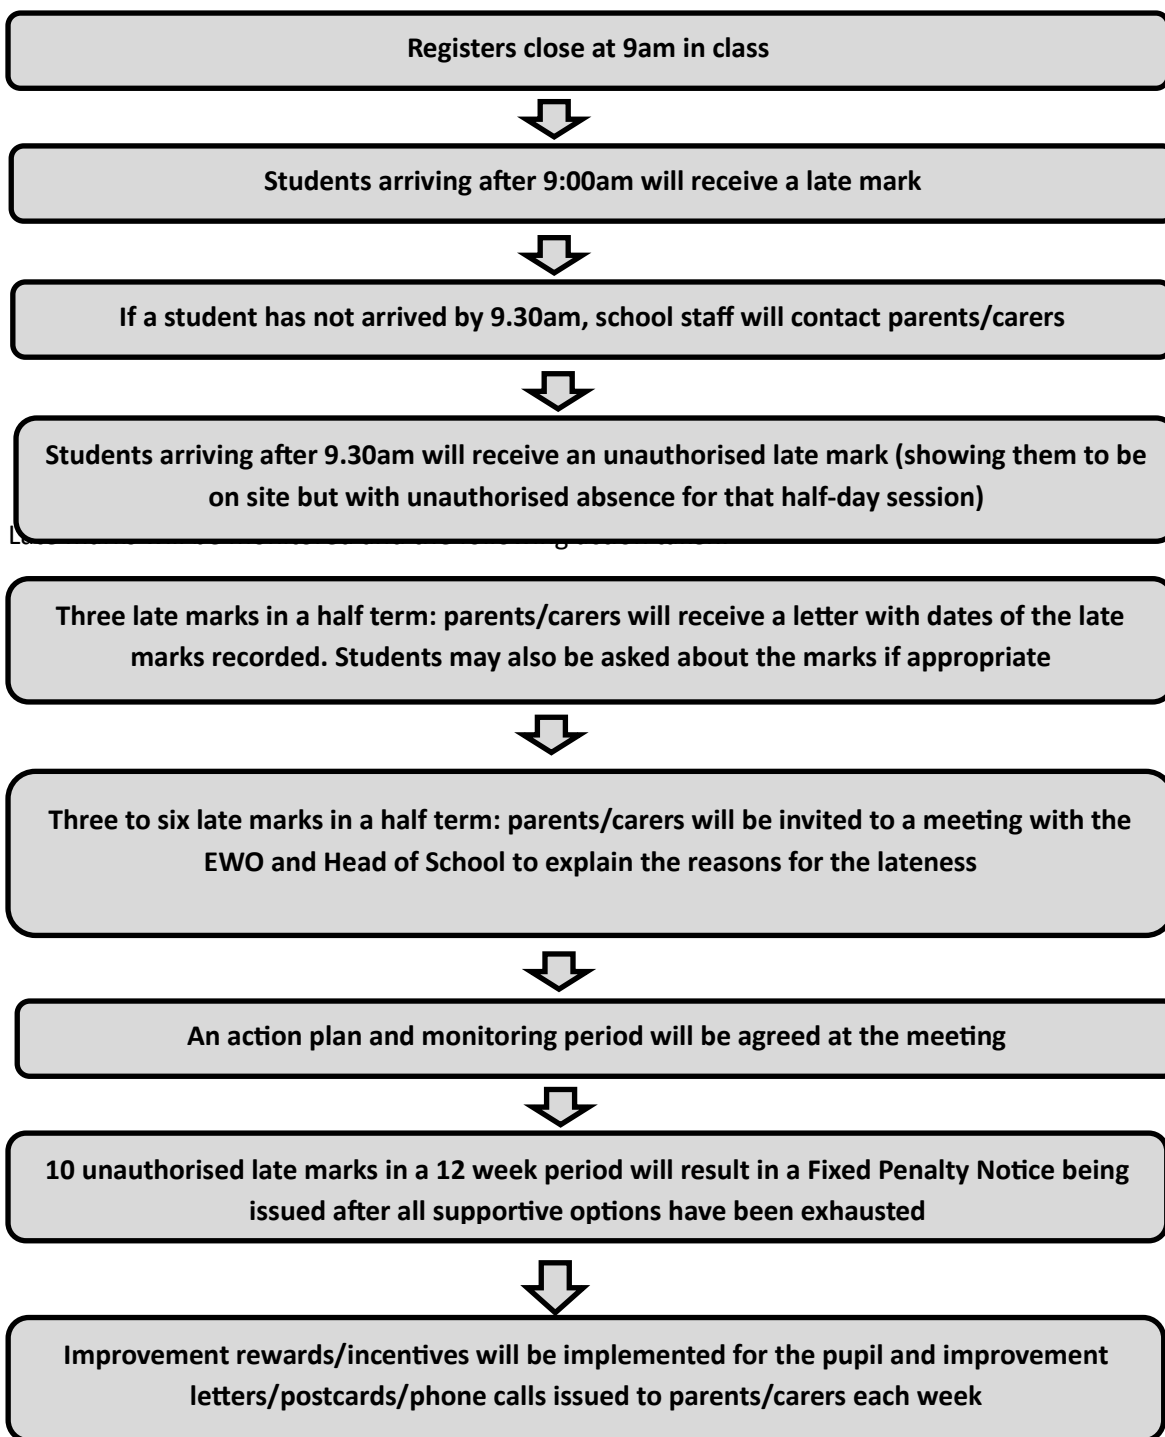 Registers close at 9am in class
Students arriving after 9:00am will receive a late mark
If a student has not arrived by 9.30am, school staff will contact parents/carers
Students arriving after 9.30am will receive an unauthorised late mark (showing them to be
on site but with unauthorised absence for that half-day session)
Three late marks in a half term: parents/carers will receive a letter with dates of the late
marks recorded. Students may also be asked about the marks if appropriate
Three to six late marks in a half term: parents/carers will be invited to a meeting with the
EWO and Head of School to explain the reasons for the lateness
An action plan and monitoring period will be agreed at the meeting
10 unauthorised late marks in a 12 week period will result in a Fixed Penalty Notice being
issued after all supportive options have been exhausted
Improvement rewards/incentives will be implemented for the pupil and improvement
letters/postcards/phone calls issued to parents/carers each week